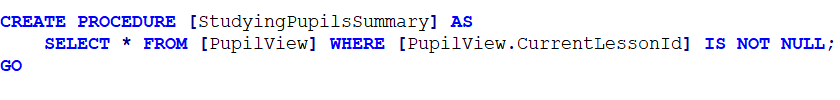 CREATE PROCEDURE [StudyingPupilsSummary] AS
    SELECT * FROM [PupilView] WHERE [PupilView.CurrentLessonId] IS NOT NULL;
GO